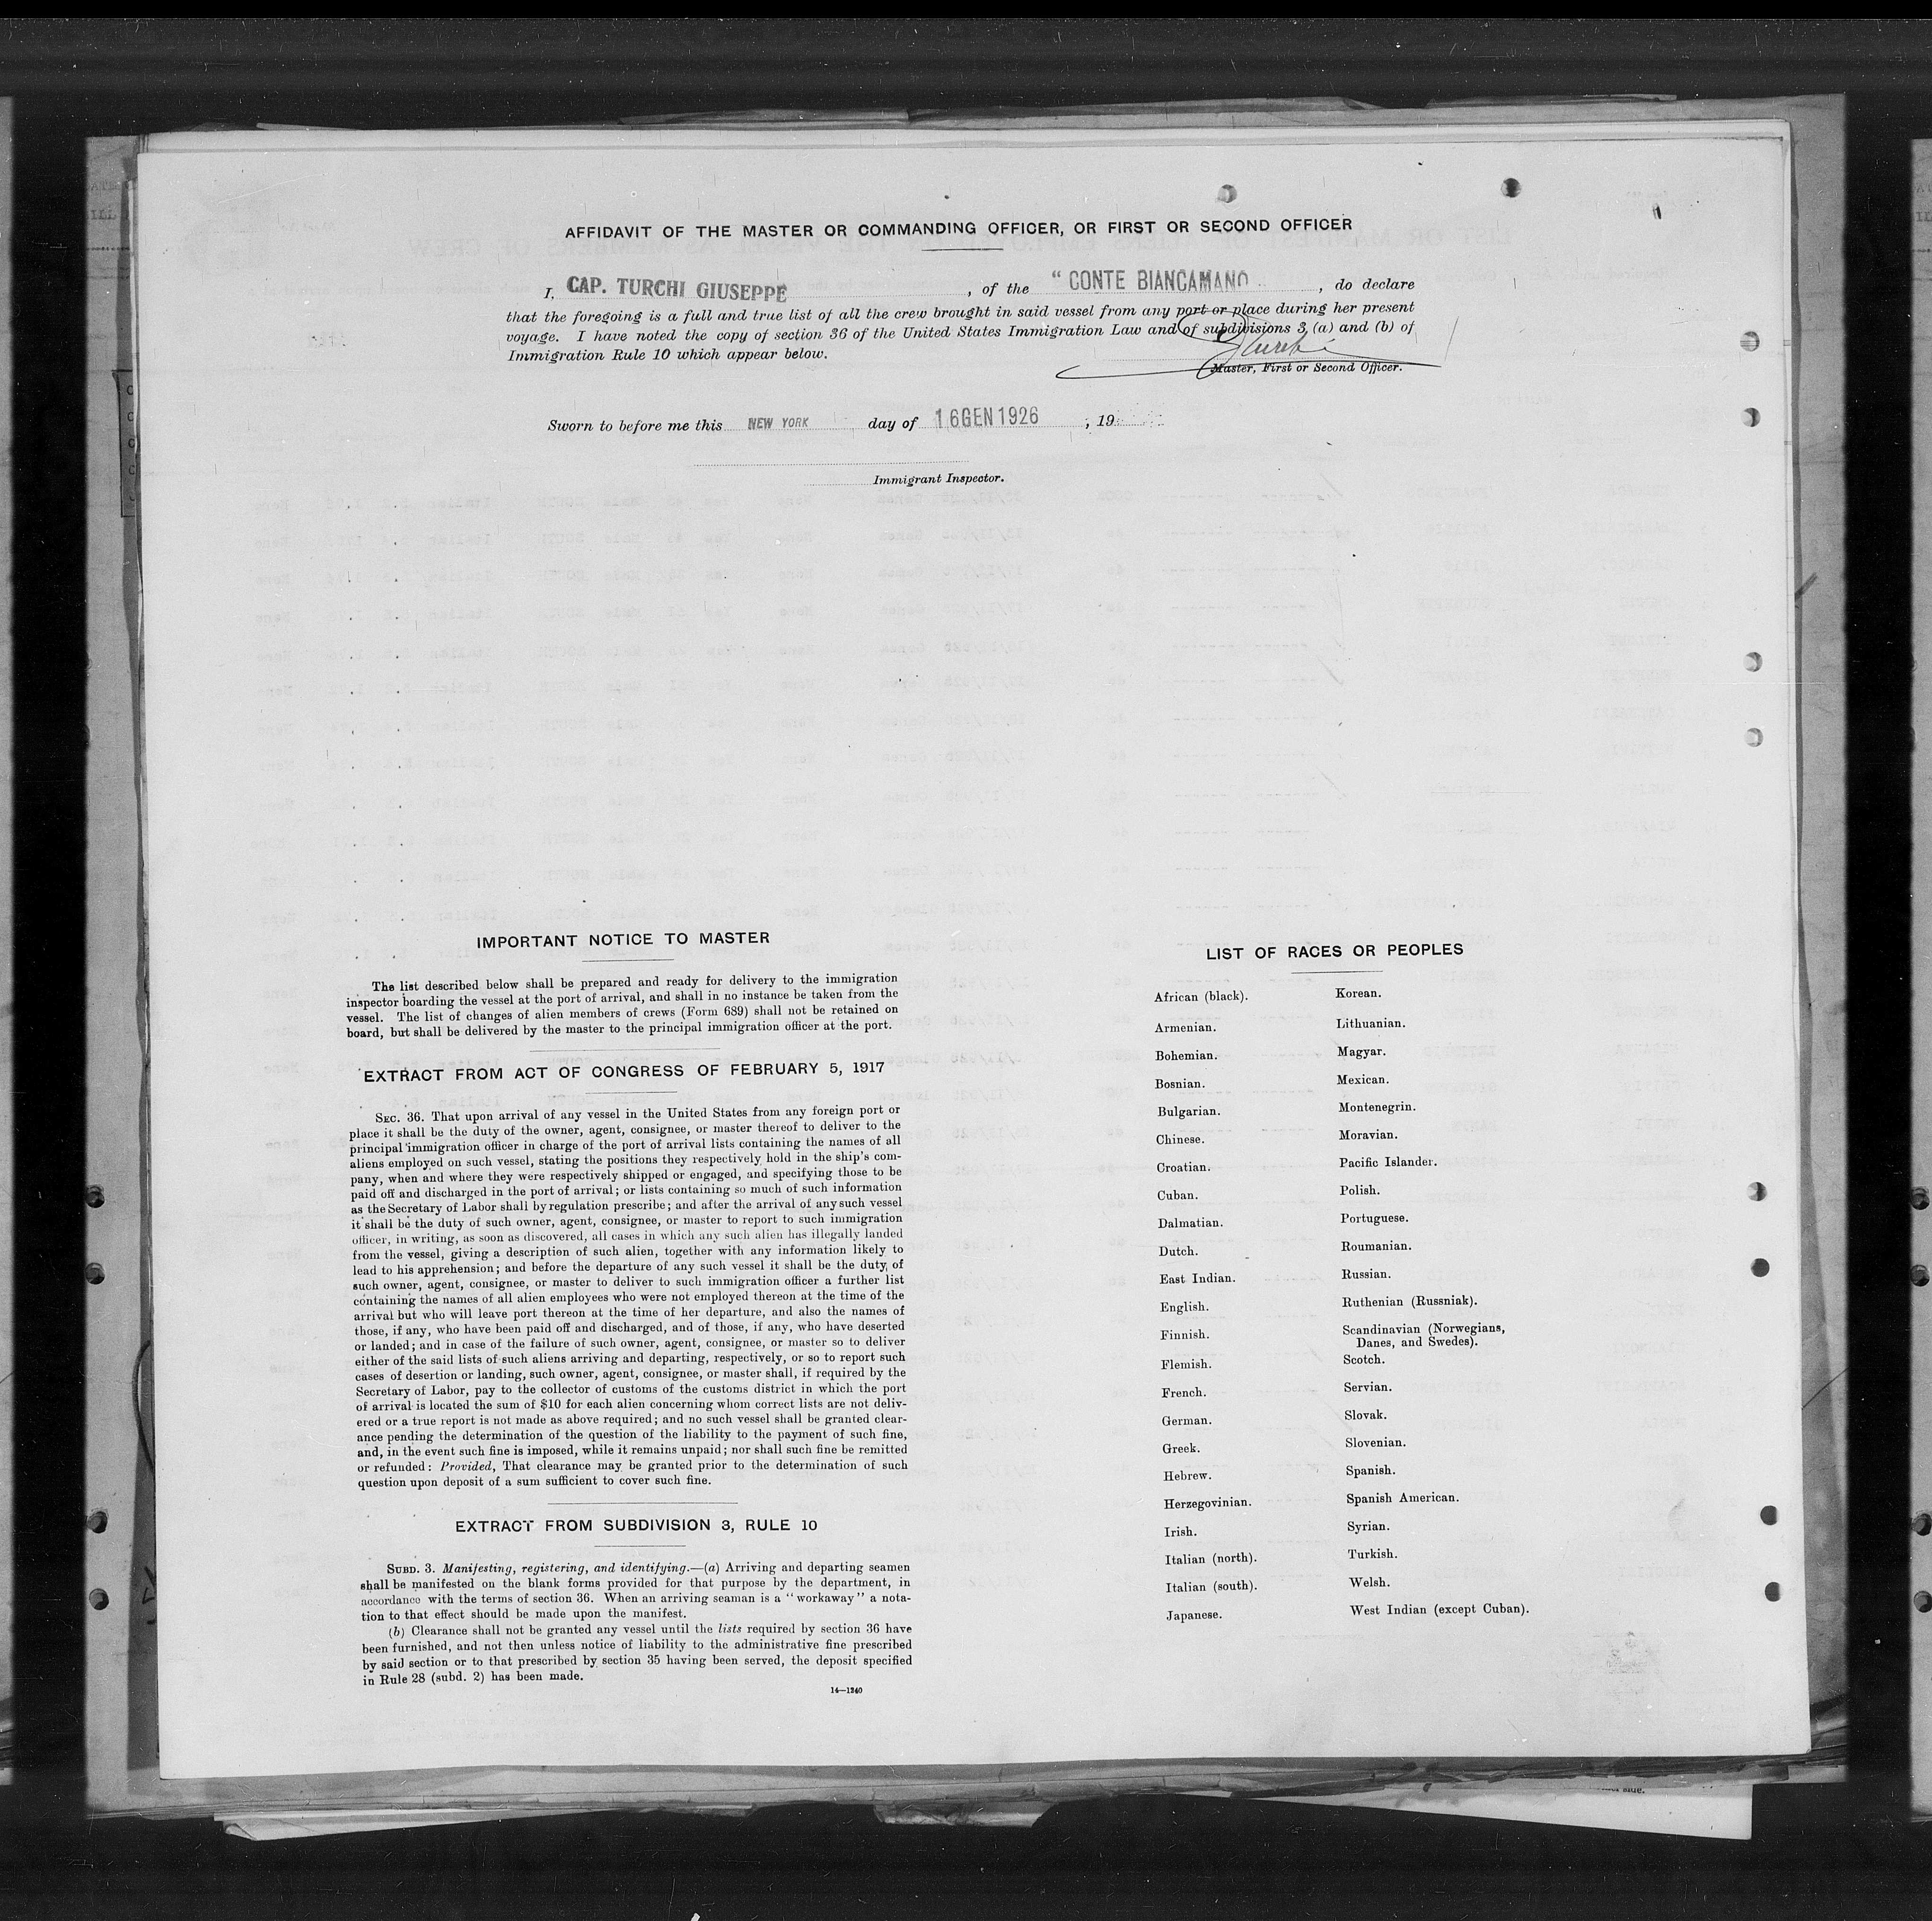 AFFIDAVIT OF THE MASTER OR COMMANDING OFFICER, OR FIRST OR SECOND OFFICER
I, CAP. TURCHI GIUSEPPE, of the "CONTE BIANCAMANO, do declare
that the foregoing is a full and true list of all the crew brought in said vessel from any port or place during her present
voyage. I have noted the copy of section 36 of the United States Immigration Law and of subdivisions 3 (a) and (b) of
Immigration Rule 10 which appear below.
Turchi
Master, First or Second Officer.
Sworn to before me this NEW YORK day of 16 GEN 1926, 19
Immigrant Inspector.
IMPORTANT NOTICE TO MASTER
The list described below shall be prepared and ready for delivery to the immigration
inspector boarding the vessel at the port of arrival, and shall in no instance be taken from the
vessel. The list of changes of alien members of crews (Form 689) shall not be retained on
board, but shall be delivered by the master to the principal immigration officer at the port.
EXTRACT FROM ACT OF CONGRESS OF FEBRUARY 5, 1917
SEC. 36. That upon arrival of any vessel in the United States from any foreign port or
place it shall be the duty of the owner, agent, consignee, or master thereof to deliver to the
principal immigration officer in charge of the port of arrival lists containing the names of all
aliens employed on such vessel, stating the positions they respectively hold in the ship's com-
pany, when and where they were respectively shipped or engaged, and specifying those to be
paid off and discharged in the port of arrival; or lists containing so much of such information
as the Secretary of Labor shall by regulation prescribe; and after the arrival of any such vessel
it shall be the duty of such owner, agent, consignee, or master to report to such immigration
officer, in writing, as soon as discovered, all cases in which any such alien has illegally landed
from the vessel, giving a description of such alien, together with any information likely to
lead to his apprehension; and before the departure of any such vessel it shall be the duty of
such owner, agent, consignee, or master to deliver to such immigration officer a further list
containing the names of all alien employees who were not employed thereon at the time of the
arrival but who will leave port thereon at the time of her departure, and also the names of
those, if any, who have been paid off and discharged, and of those, if any, who have deserted
or landed; and in case of the failure of such owner, agent, consignee, or master so to deliver
either of the said lists of such aliens arriving and departing, respectively, or so to report such
cases of desertion or landing, such owner, agent, consignee, or master shall, if required by the
Secretary of Labor, pay to the collector of customs of the customs district in which the port
of arrival is located the sum of $10 for each alien concerning whom correct lists are not deliv-
ered or a true report is not made as above required; and no such vessel shall be granted clear-
ance pending the determination of the question of the liability to the payment of such fine,
and, in the event such fine is imposed, while it remains unpaid; nor shall such fine be remitted
or refunded: Provided, That clearance may be granted prior to the determination of such
question upon deposit of a sum sufficient to cover such fine.
EXTRACT FROM SUBDIVISION 3, RULE 10
SUBD. 3. Manifesting, registering, and identifying.—(a) Arriving and departing seamen
shall be manifested on the blank forms provided for that purpose by the department, in
accordance with the terms of section 36. When an arriving seaman is a "workaway" a nota-
tion to that effect should be made upon the manifest.
(b) Clearance shall not be granted any vessel until the lists required by section 36 have
been furnished, and not then unless notice of liability to the administrative fine prescribed
by said section or to that prescribed by section 35 having been served, the deposit specified
in Rule 28 (subd. 2) has been made.
14—1240
LIST OF RACES OR PEOPLES
African (black).
Armenian.
Bohemian.
Bosnian.
Bulgarian.
Chinese.
Croatian.
Cuban.
Dalmatian.
Dutch.
East Indian.
English.
Finnish.
Flemish.
French.
German.
Greek.
Hebrew.
Herzegovinian.
Irish.
Italian (north).
Italian (south).
Japanese.
Korean.
Lithuanian.
Magyar.
Mexican.
Montenegrin.
Moravian.
Pacific Islander.
Polish.
Portuguese.
Roumanian.
Russian.
Ruthenian (Russniak).
Scandinavian (Norwegians,
Danes, and Swedes).
Scotch.
Servian.
Slovak.
Slovenian.
Spanish.
Spanish American.
Syrian.
Turkish.
Welsh.
West Indian (except Cuban).